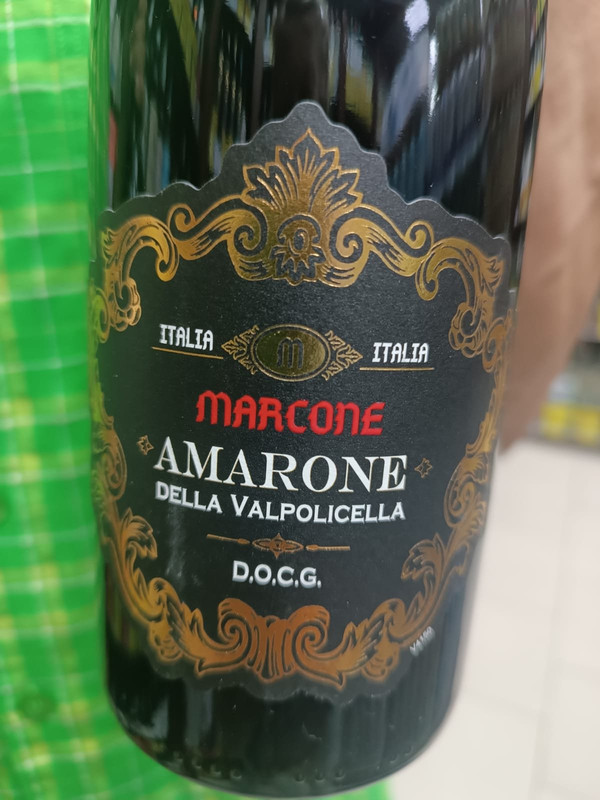 ITALIA M ITALIA
MARCONE
AMARONE
DELLA VALPOLICELLA
D.O.C.G.